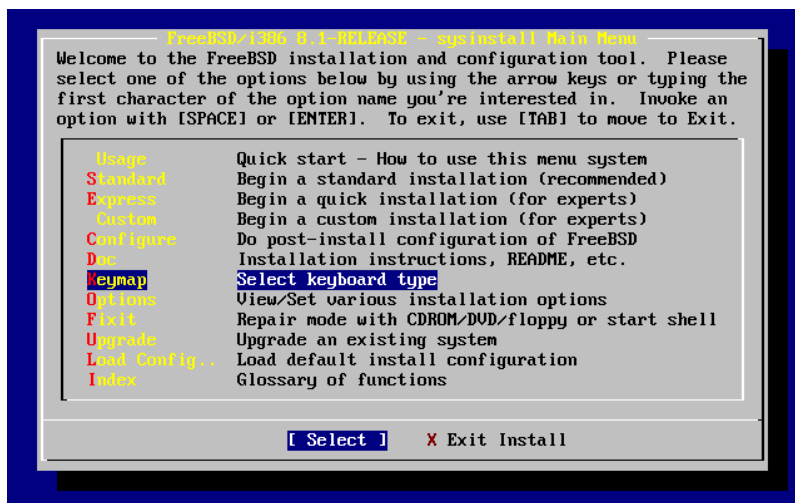 FreeBSD/i386 8.1-RELEASE - sysinstall Main Menu
Welcome to the FreeBSD installation and configuration tool.  Please
select one of the options below by using the arrow keys or typing the
first character of the option name you're interested in.  Invoke an
option with [SPACE] or [ENTER].  To exit, use [TAB] to move to Exit.
Usage Quick start - How to use this menu system
Standard Begin a standard installation (recommended)
Express Begin a quick installation (for experts)
Custom Begin a custom installation (for experts)
Configure Do post-install configuration of FreeBSD
Doc Installation instructions, README, etc.
Keymap Select keyboard type
Options View/Set various installation options
Fixit Repair mode with CDROM/DVD/floppy or start shell
Upgrade Upgrade an existing system
Load Config.. Load default install configuration
Index Glossary of functions
[ Select ] X Exit Install